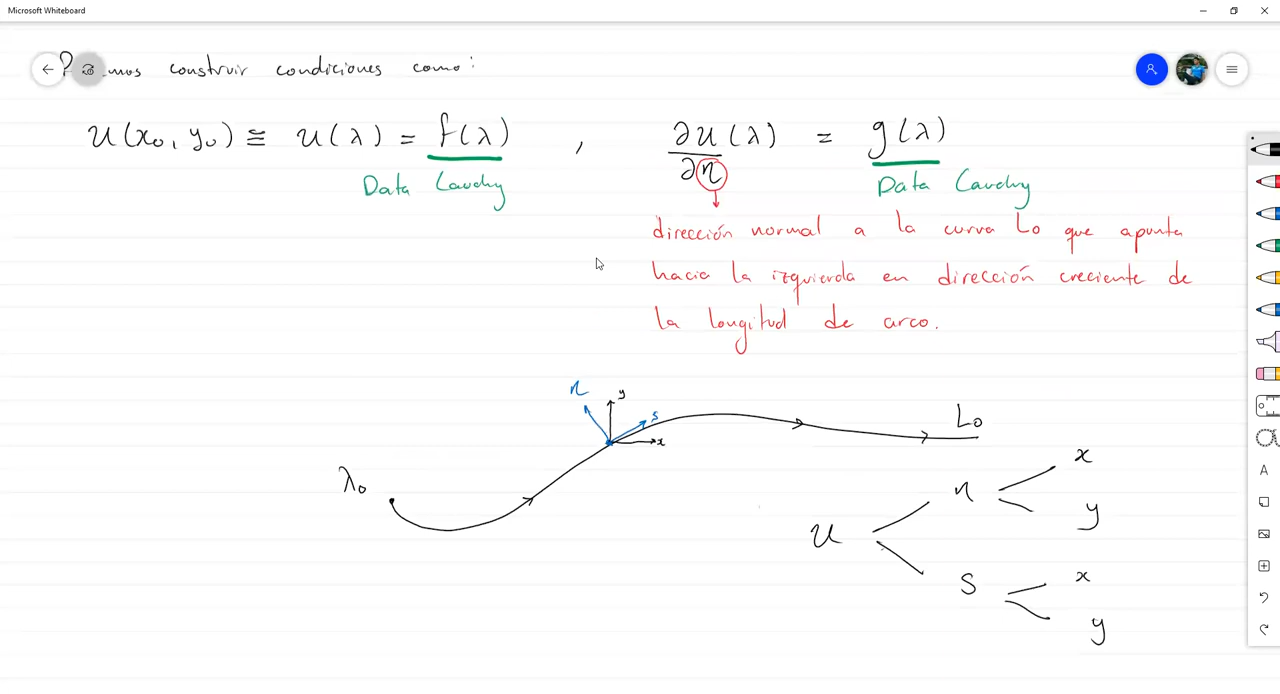 Microsoft Whiteboard
construir condiciones como:
u(x₀, y₀) ≡ u(λ) = f(λ) , ∂u/∂n (λ) = g(λ)
Data Cauchy
Data Cauchy
dirección normal a la curva L₀ que apunta
hacia la izquierda en dirección creciente de
la longitud de arco.
n
y
s
x
L₀
λ₀
x
n
y
u
x
s
y
A